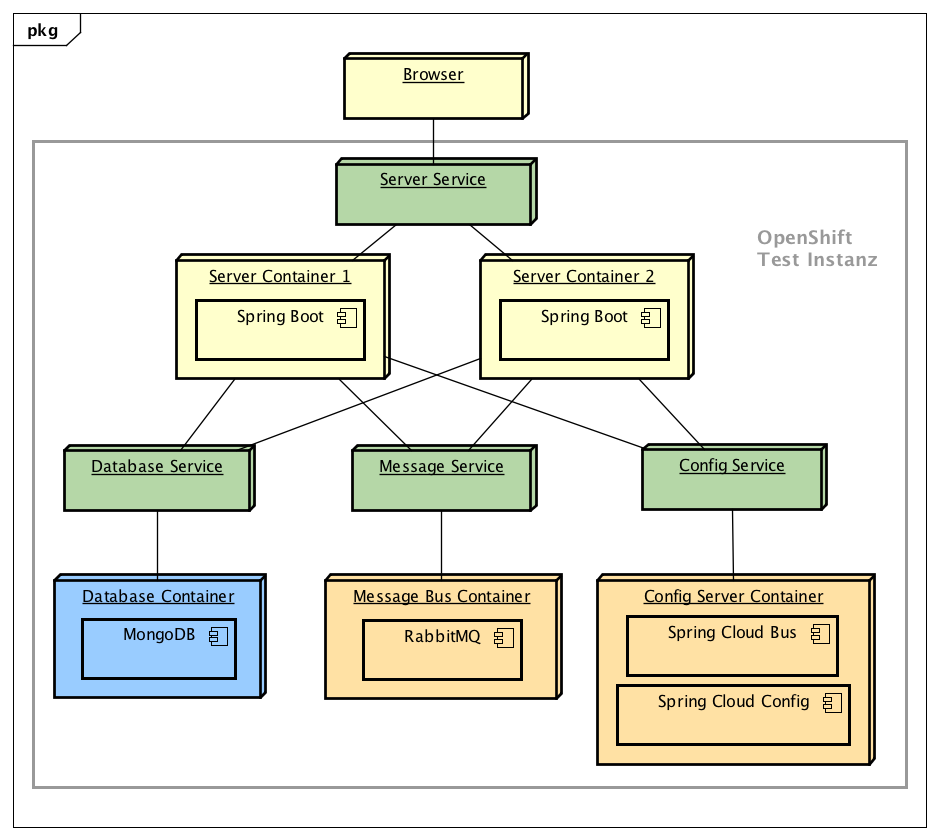 pkg
Browser
Server Service
OpenShift
Test Instanz
Server Container 1
Spring Boot
Server Container 2
Spring Boot
Database Service
Message Service
Config Service
Database Container
MongoDB
Message Bus Container
RabbitMQ
Config Server Container
Spring Cloud Bus
Spring Cloud Config